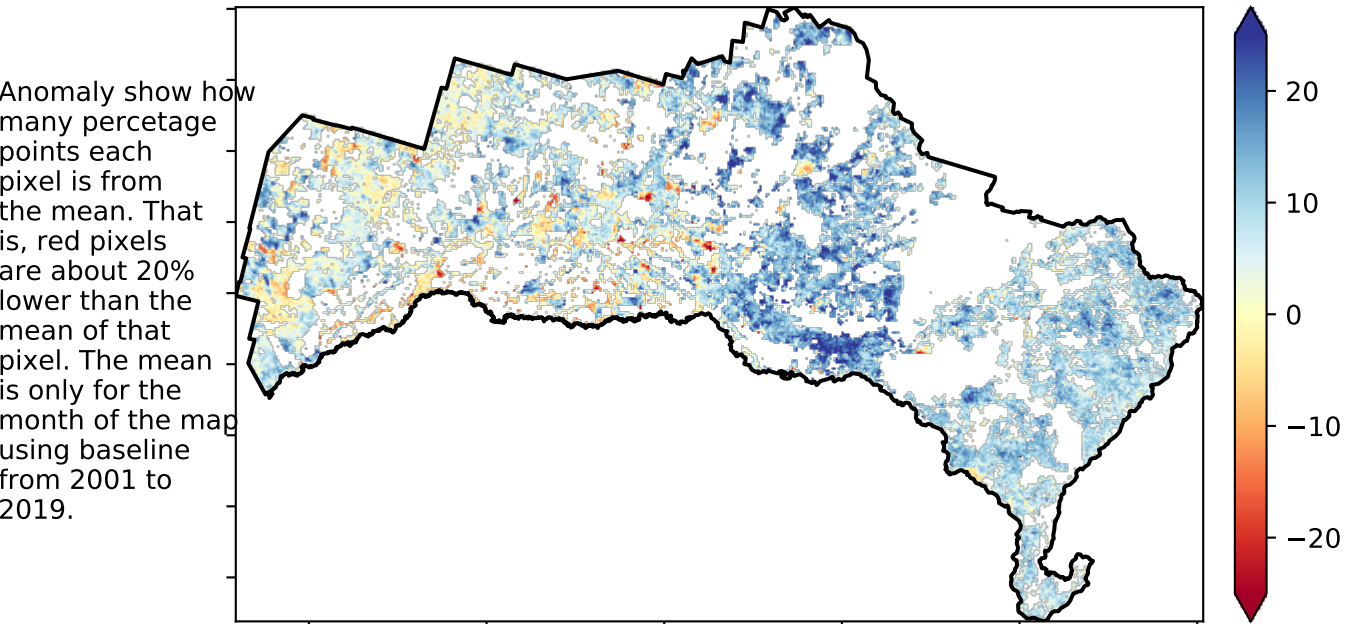 Anomaly show how
many percetage
points each
pixel is from
the mean. That
is, red pixels
are about 20%
lower than the
mean of that
pixel. The mean
is only for the
month of the map
using baseline
from 2001 to
2019.
20
10
0
−10
−20